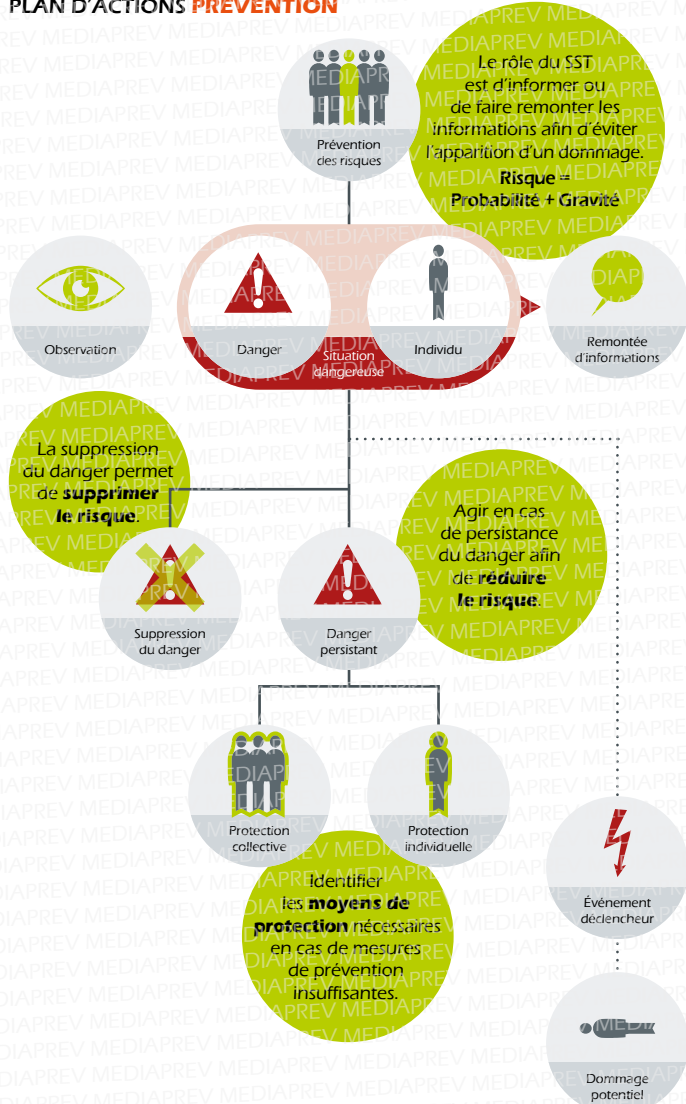 PLAN D'ACTIONS PRÉVENTION
Le rôle du SST
est d'informer ou
de faire remonter les
informations afin d'éviter
l'apparition d'un dommage.
Risque =
Probabilité + Gravité
Prévention
des risques
Observation
Danger
Situation
dangereuse
Individu
Remontée
d'informations
La suppression
du danger permet
de supprimer
le risque.
Agir en cas
de persistance
du danger afin
de réduire
le risque.
Suppression
du danger
Danger
persistant
Protection
collective
Protection
individuelle
Identifier
les moyens de
protection nécessaires
en cas de mesures
de prévention
insuffisantes.
Événement
déclencheur
Dommage
potentiel
MEDIAPREV